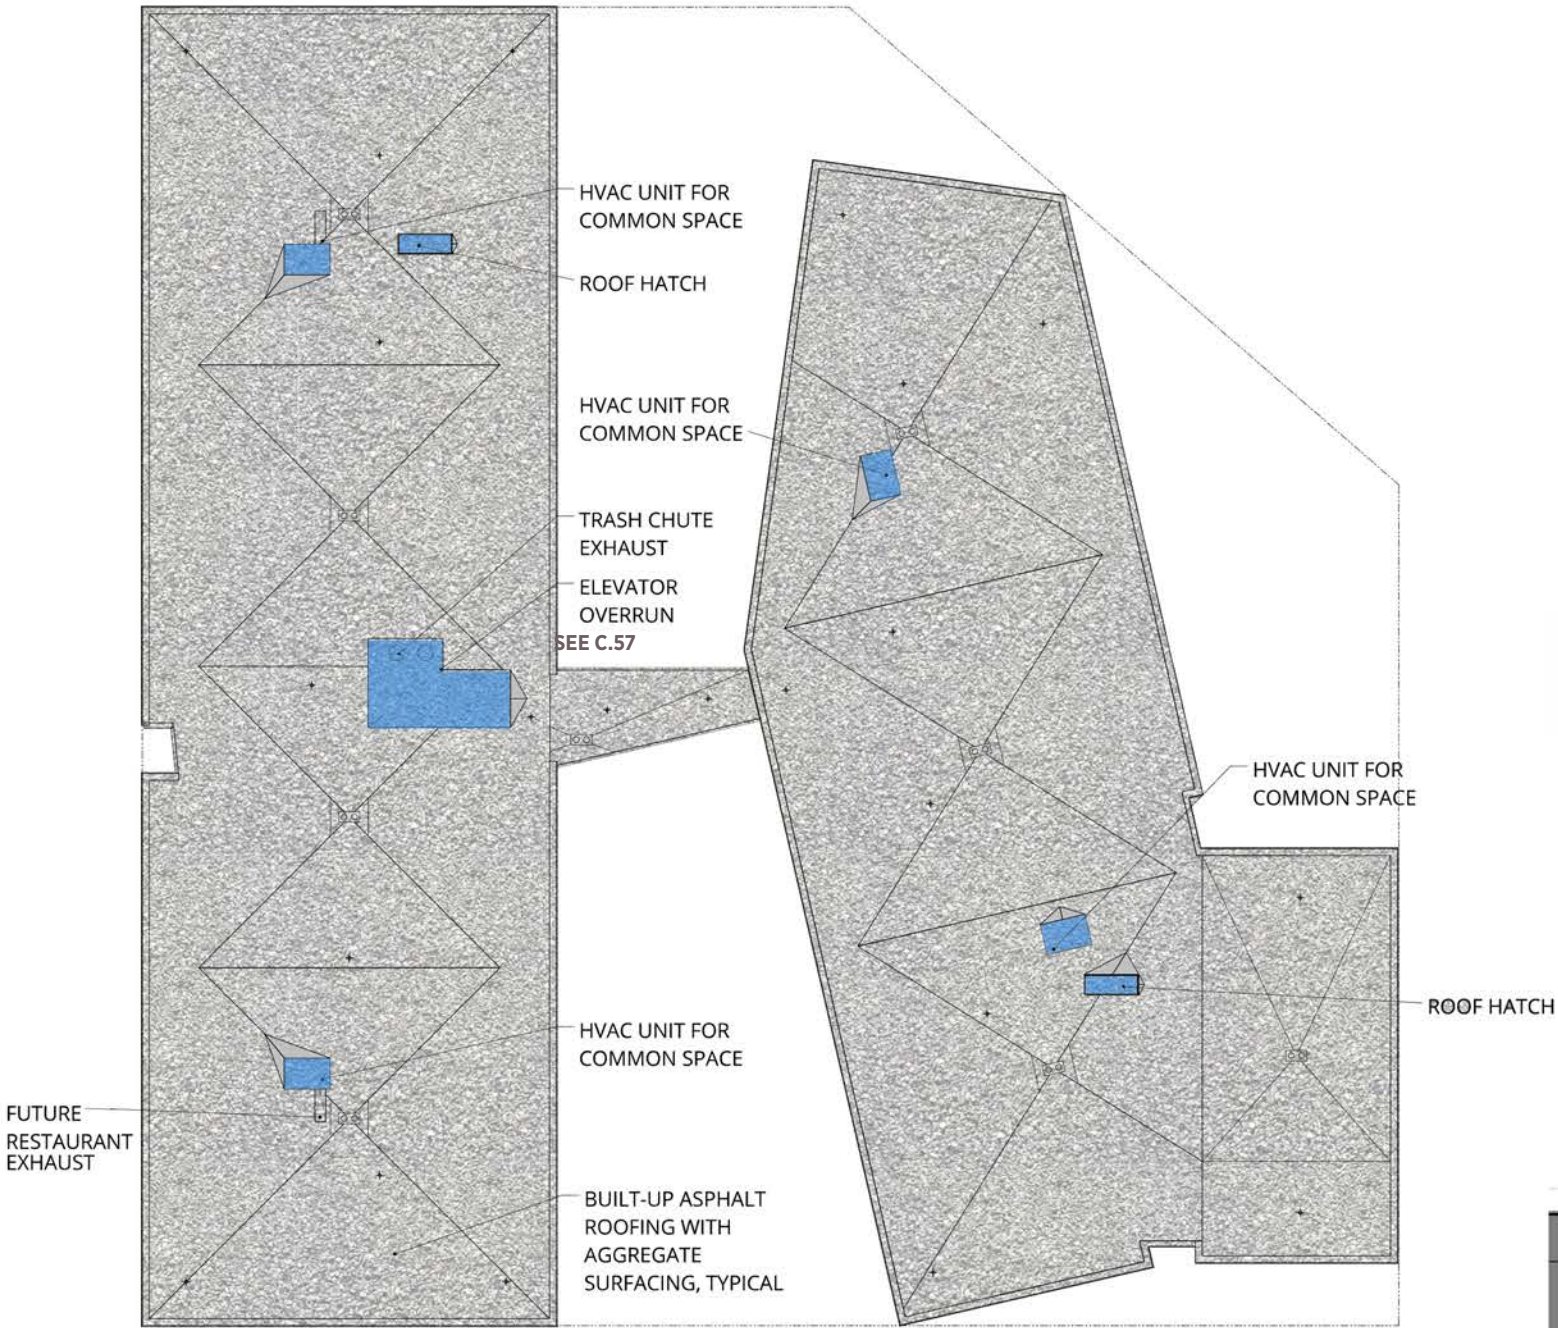 HVAC UNIT FOR
COMMON SPACE
ROOF HATCH
HVAC UNIT FOR
COMMON SPACE
TRASH CHUTE
EXHAUST
ELEVATOR
OVERRUN
SEE C.57
HVAC UNIT FOR
COMMON SPACE
ROOF HATCH
HVAC UNIT FOR
COMMON SPACE
FUTURE
RESTAURANT
EXHAUST
BUILT-UP ASPHALT
ROOFING WITH
AGGREGATE
SURFACING, TYPICAL